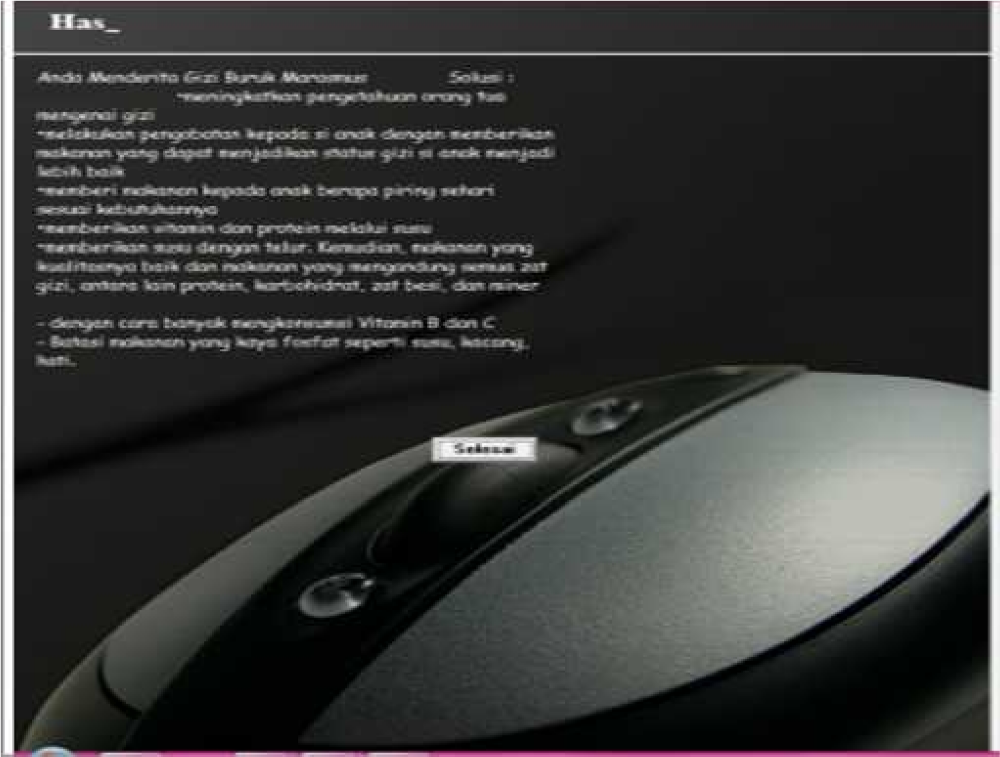 Has_
Anda Menderita Gizi Buruk Marasmus Solusi :
•meningkatkan pengetahuan orang tua
mengenai gizi
•melakukan pengobatan kepada si anak dengan memberikan
makanan yang dapat menjadikan status gizi si anak menjadi
lebih baik
•memberi makanan kepada anak berapa piring sehari
sesuai kebutuhannya
•memberikan vitamin dan protein melalui susu
•memberikan susu dengan telur. Kemudian, makanan yang
kualitasnya baik dan makanan yang mengandung semua zat
gizi, antara lain protein, karbohidrat, zat besi, dan miner
- dengan cara banyak mengkonsumsi Vitamin B dan C
- Batasi makanan yang kaya fosfat seperti susu, kacang,
hati.
Selesai